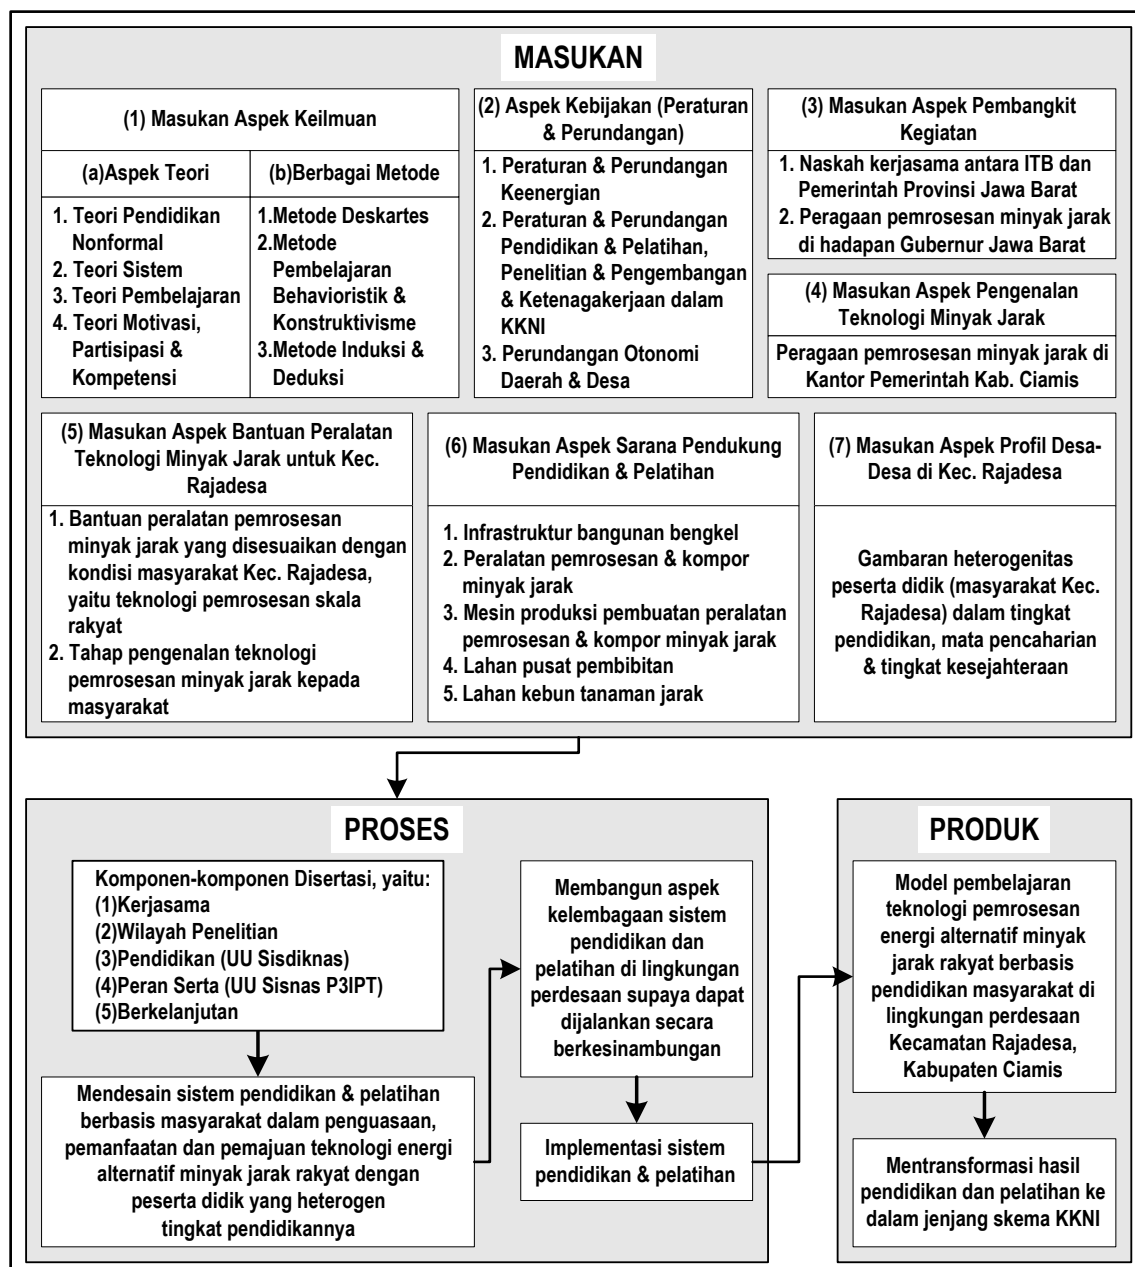 MASUKAN
(1) Masukan Aspek Keilmuan
(a)Aspek Teori
1. Teori Pendidikan
Nonformal
2. Teori Sistem
3. Teori Pembelajaran
4. Teori Motivasi,
Partisipasi &
Kompetensi
(b)Berbagai Metode
1.Metode Deskartes
2.Metode
Pembelajaran
Behavioristik &
Konstruktivisme
3.Metode Induksi &
Deduksi
(2) Aspek Kebijakan (Peraturan
& Perundangan)
1. Peraturan & Perundangan
Keenergian
2. Peraturan & Perundangan
Pendidikan & Pelatihan,
Penelitian & Pengembangan
& Ketenagakerjaan dalam
KKNI
3. Perundangan Otonomi
Daerah & Desa
(3) Masukan Aspek Pembangkit
Kegiatan
1. Naskah kerjasama antara ITB dan
Pemerintah Provinsi Jawa Barat
2. Peragaan pemrosesan minyak jarak
di hadapan Gubernur Jawa Barat
(4) Masukan Aspek Pengenalan
Teknologi Minyak Jarak
Peragaan pemrosesan minyak jarak di
Kantor Pemerintah Kab. Ciamis
(5) Masukan Aspek Bantuan Peralatan
Teknologi Minyak Jarak untuk Kec.
Rajadesa
1. Bantuan peralatan pemrosesan
minyak jarak yang disesuaikan dengan
kondisi masyarakat Kec. Rajadesa,
yaitu teknologi pemrosesan skala
rakyat
2. Tahap pengenalan teknologi
pemrosesan minyak jarak kepada
masyarakat
(6) Masukan Aspek Sarana Pendukung
Pendidikan & Pelatihan
1. Infrastruktur bangunan bengkel
2. Peralatan pemrosesan & kompor
minyak jarak
3. Mesin produksi pembuatan peralatan
pemrosesan & kompor minyak jarak
4. Lahan pusat pembibitan
5. Lahan kebun tanaman jarak
(7) Masukan Aspek Profil Desa-
Desa di Kec. Rajadesa
Gambaran heterogenitas
peserta didik (masyarakat Kec.
Rajadesa) dalam tingkat
pendidikan, mata pencaharian
& tingkat kesejahteraan
PROSES
Komponen-komponen Disertasi, yaitu:
(1)Kerjasama
(2)Wilayah Penelitian
(3)Pendidikan (UU Sisdiknas)
(4)Peran Serta (UU Sisnas P3IPT)
(5)Berkelanjutan
Mendesain sistem pendidikan & pelatihan
berbasis masyarakat dalam penguasaan,
pemanfaatan dan pemajuan teknologi energi
alternatif minyak jarak rakyat dengan
peserta didik yang heterogen
tingkat pendidikannya
Membangun aspek
kelembagaan sistem
pendidikan dan
pelatihan di lingkungan
perdesaan supaya dapat
dijalankan secara
berkesinambungan
Implementasi sistem
pendidikan & pelatihan
PRODUK
Model pembelajaran
teknologi pemrosesan
energi alternatif minyak
jarak rakyat berbasis
pendidikan masyarakat di
lingkungan perdesaan
Kecamatan Rajadesa,
Kabupaten Ciamis
Mentransformasi hasil
pendidikan dan pelatihan ke
dalam jenjang skema KKNI